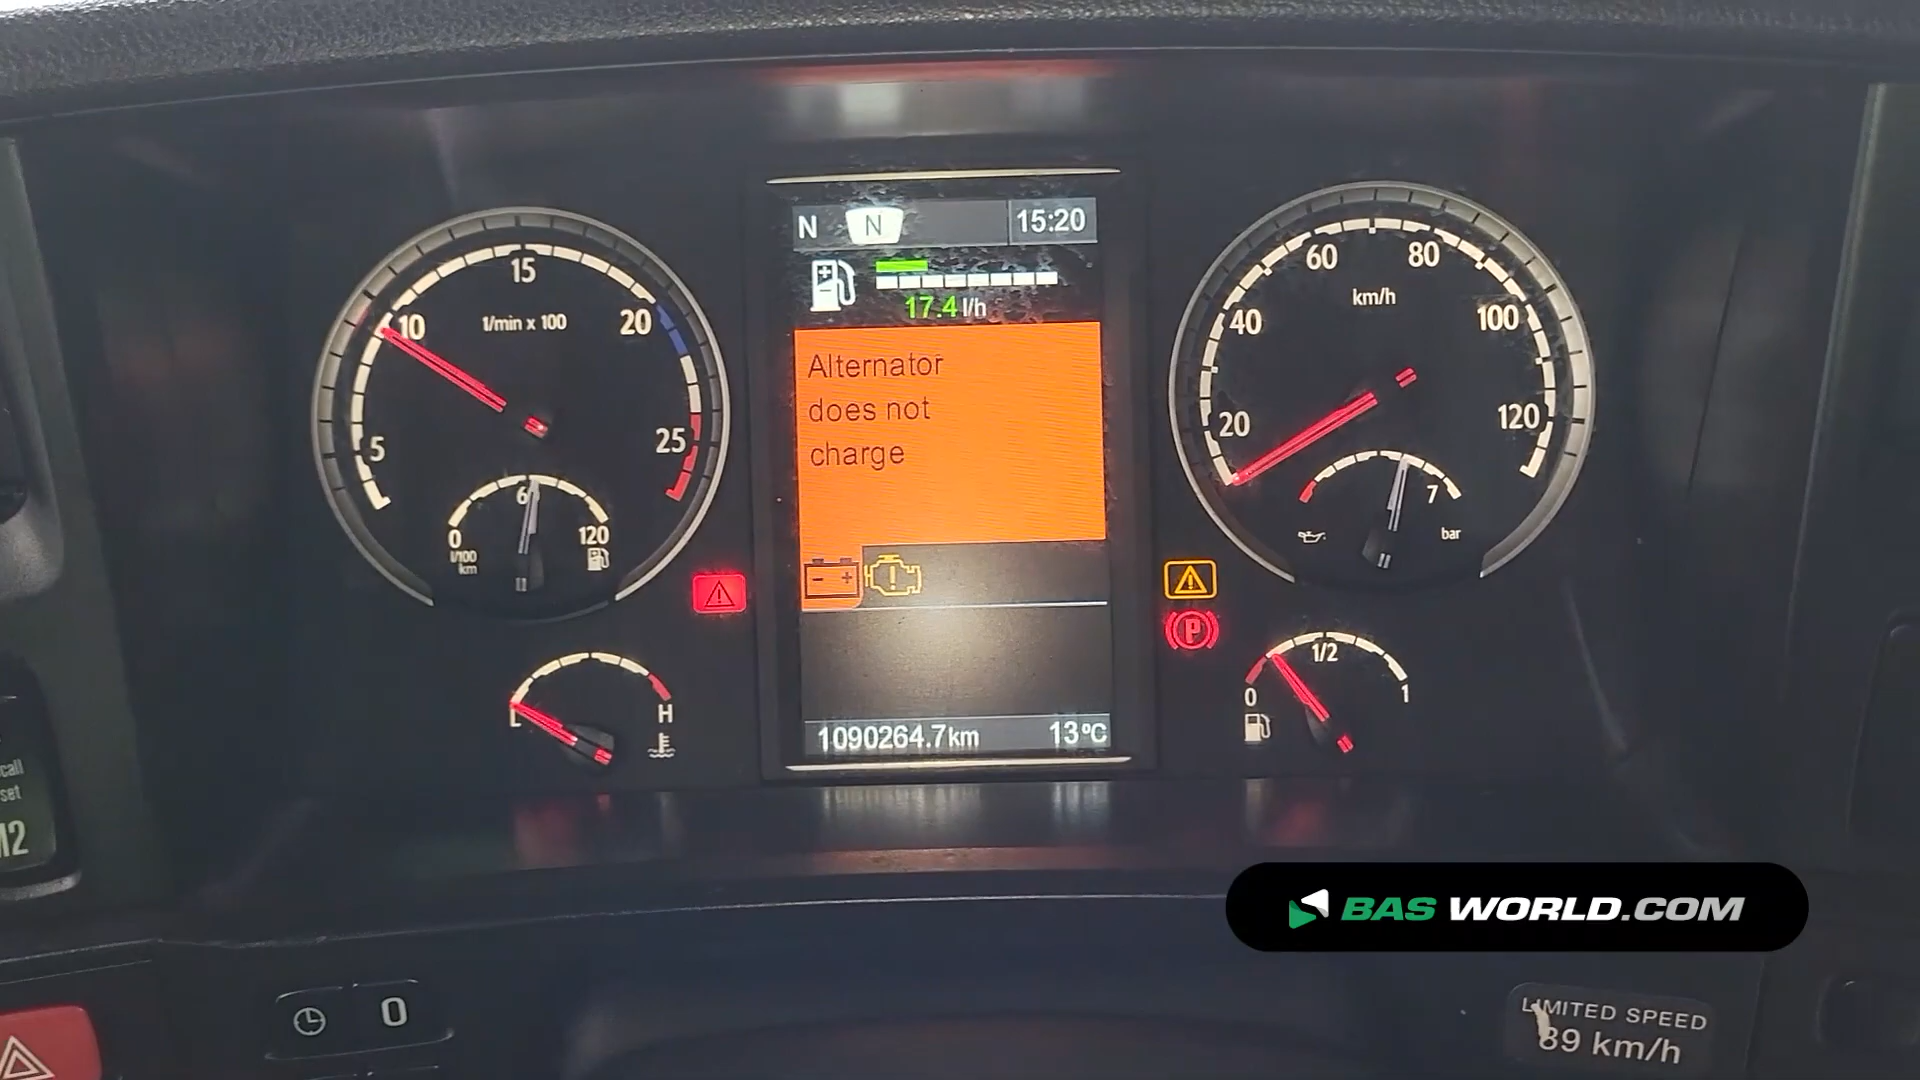 N N 15:20
17.4 l/h
Alternator
does not
charge
- +
1090264.7km 13ºC
5 10 15 20 25
1/min x 100
0 6 120
l/100
km
L H
20 40 60 80 100 120
km/h
7
bar
P
0 1/2 1
call
set
M2
0
BAS WORLD.COM
LIMITED SPEED
89 km/h